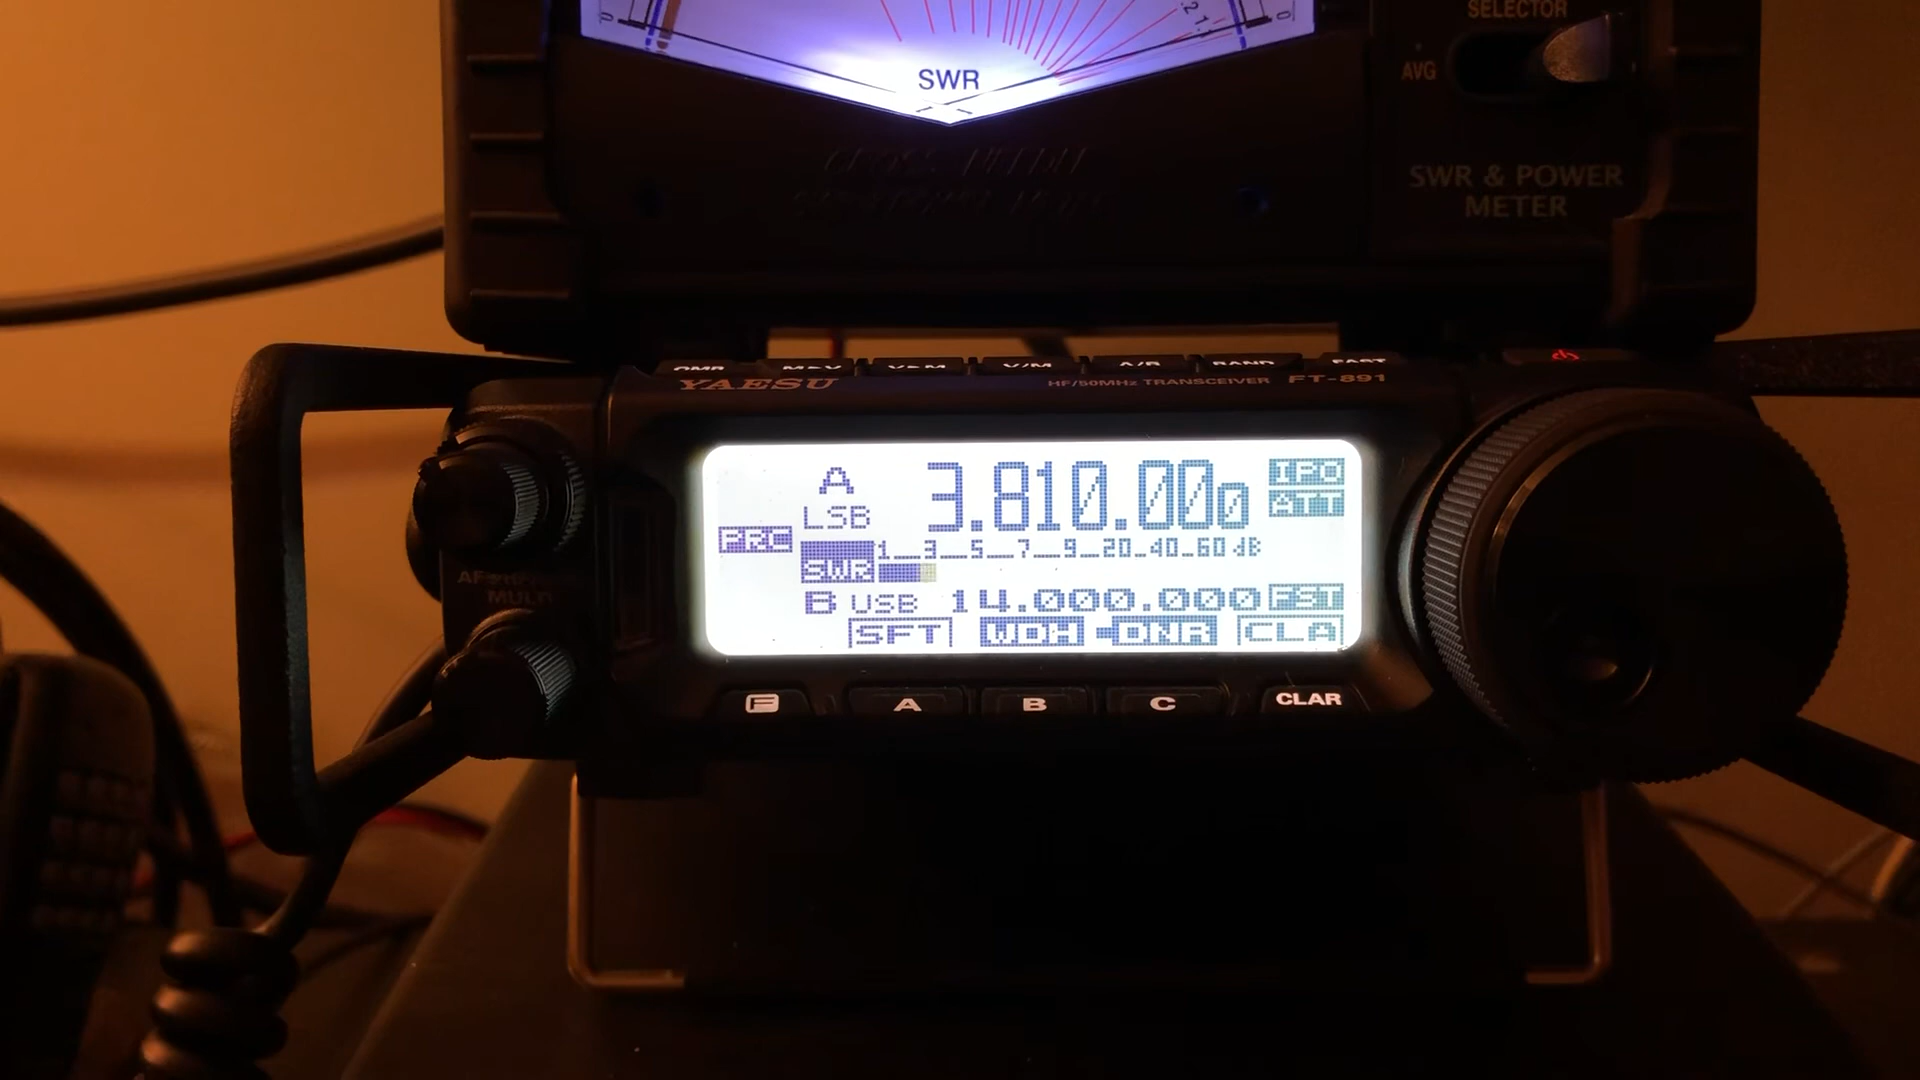 SELECTOR
AVG
SWR
SWR & POWER
METER
V/M A/B BAND FAST
YAESU HF/50MHz TRANSCEIVER FT-891
A 3.810.000 IPO
LSB ATT
PRC 1 3 5 7 9 20 40 60 dB
SWR
B USB 14.000.000 FST
SFT WDH DNR CLA
MULTI
F A B C CLAR